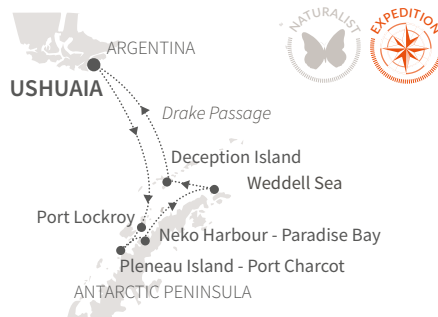 NATURALIST
EXPEDITION
ARGENTINA
USHUAIA
Drake Passage
Deception Island
Weddell Sea
Port Lockroy
Neko Harbour - Paradise Bay
Pleneau Island - Port Charcot
ANTARCTIC PENINSULA